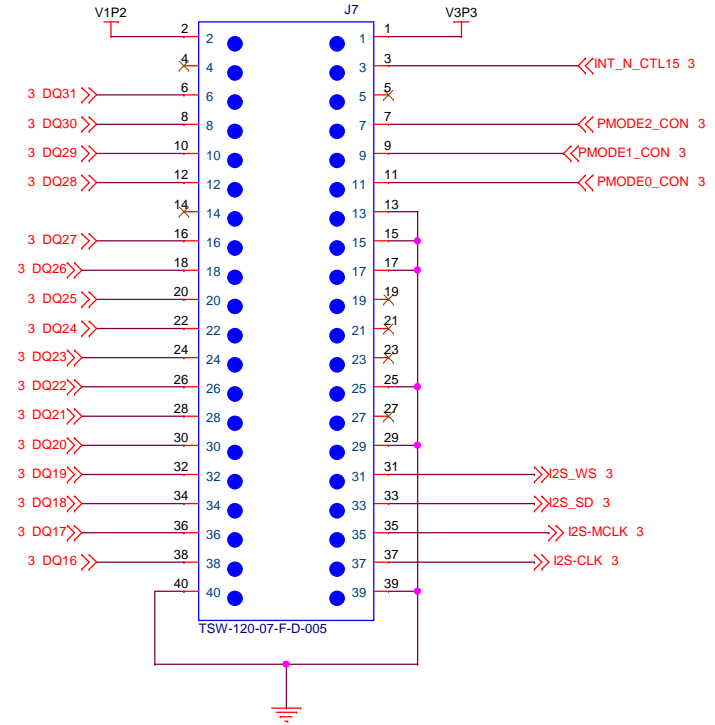 J7
V1P2 V3P3
2 2 1 1
4 4 3 3 INT_N_CTL15 3
3 DQ31 6 6 5 5
3 DQ30 8 8 7 7 PMODE2_CON 3
3 DQ29 10 10 9 9 PMODE1_CON 3
3 DQ28 12 12 11 11 PMODE0_CON 3
14 14 13 13
3 DQ27 16 16 15 15
3 DQ26 18 18 17 17
3 DQ25 20 20 19 19
3 DQ24 22 22 21 21
3 DQ23 24 24 23 23
3 DQ22 26 26 25 25
3 DQ21 28 28 27 27
3 DQ20 30 30 29 29
3 DQ19 32 32 31 31 I2S_WS 3
3 DQ18 34 34 33 33 I2S_SD 3
3 DQ17 36 36 35 35 I2S-MCLK 3
3 DQ16 38 38 37 37 I2S-CLK 3
40 40 39 39
TSW-120-07-F-D-005